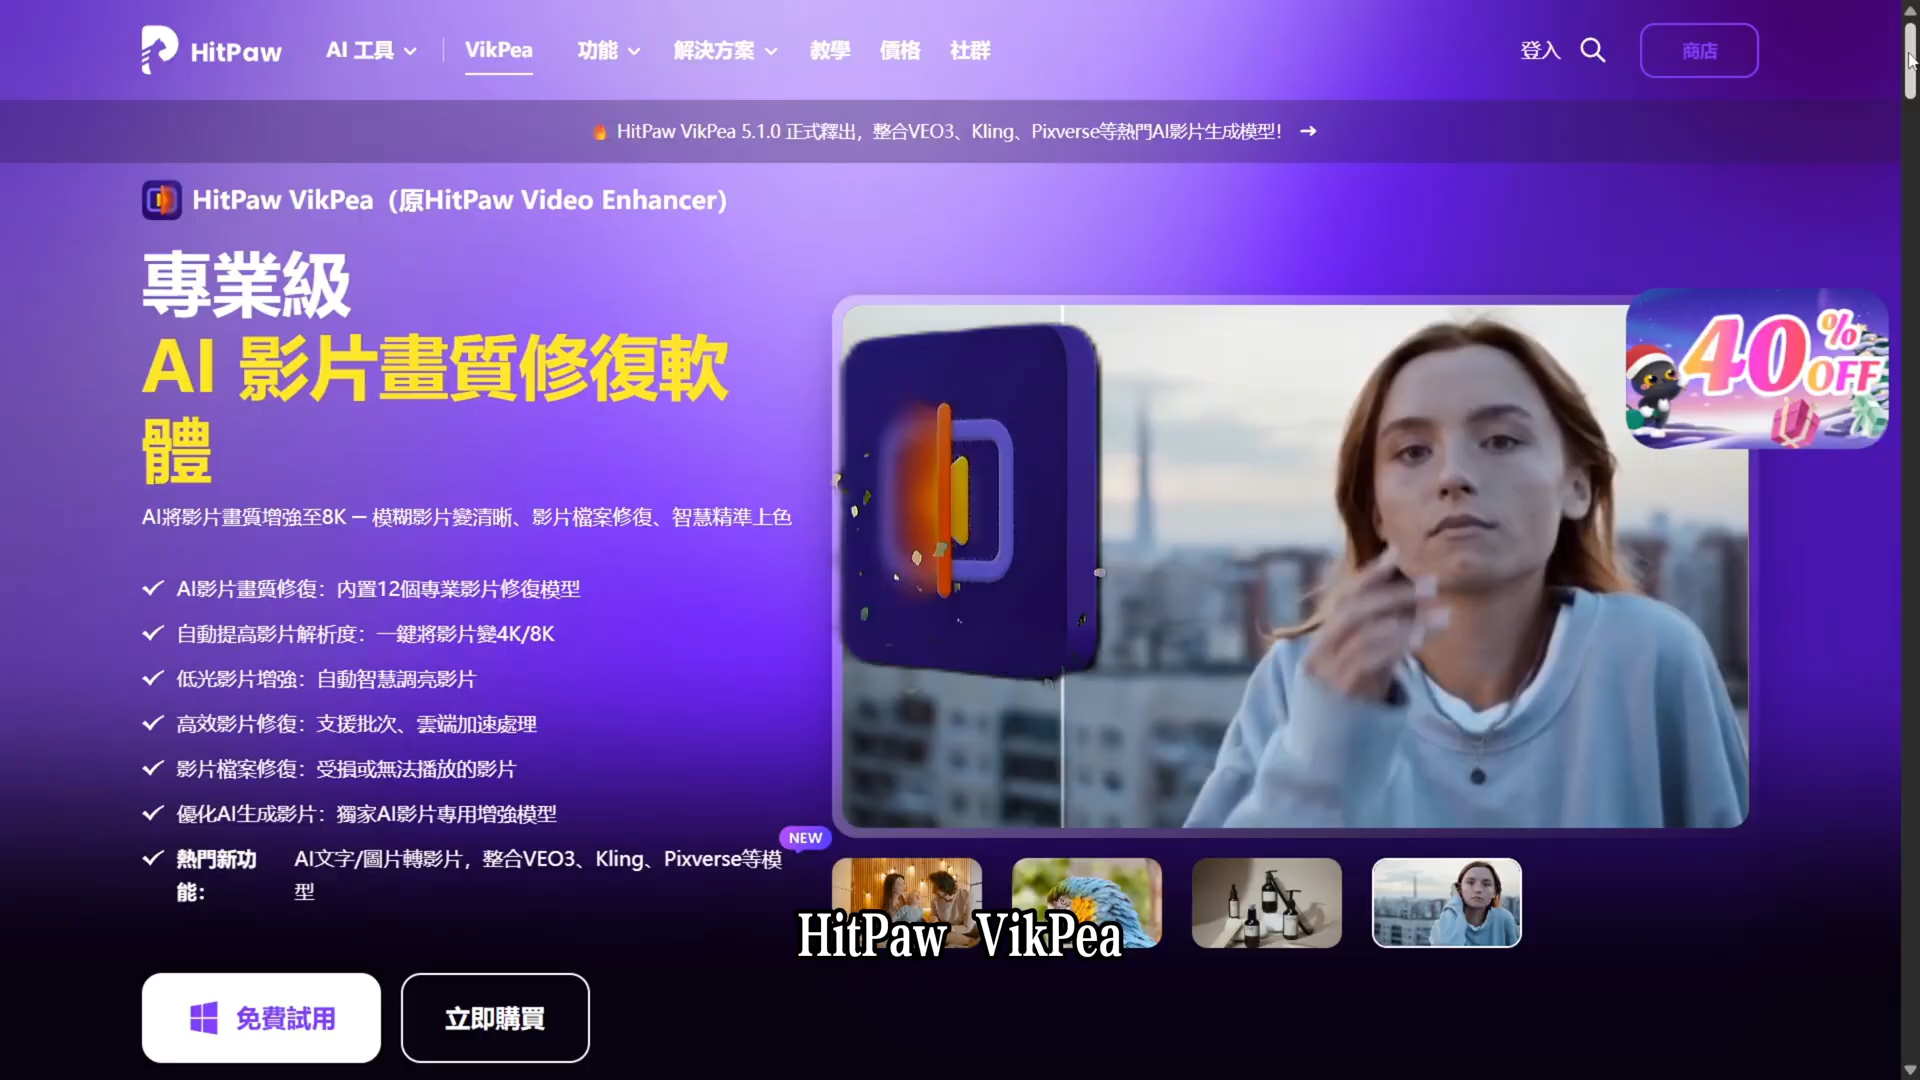 HitPaw
AI 工具
VikPea
功能
解決方案
教學
價格
社群
登入
商店
HitPaw VikPea 5.1.0 正式釋出，整合VEO3、Kling、Pixverse等熱門AI影片生成模型！ →
HitPaw VikPea（原HitPaw Video Enhancer）
專業級
AI 影片畫質修復軟
體
AI將影片畫質增強至8K – 模糊影片變清晰、影片檔案修復、智慧精準上色
AI影片畫質修復：內置12個專業影片修復模型
自動提高影片解析度：一鍵將影片變4K/8K
低光影片增強：自動智慧調亮影片
高效影片修復：支援批次、雲端加速處理
影片檔案修復：受損或無法播放的影片
優化AI生成影片：獨家AI影片專用增強模型
熱門新功
能：
AI文字/圖片轉影片，整合VEO3、Kling、Pixverse等模
型
NEW
40% OFF
HitPaw VikPea
免費試用
立即購買